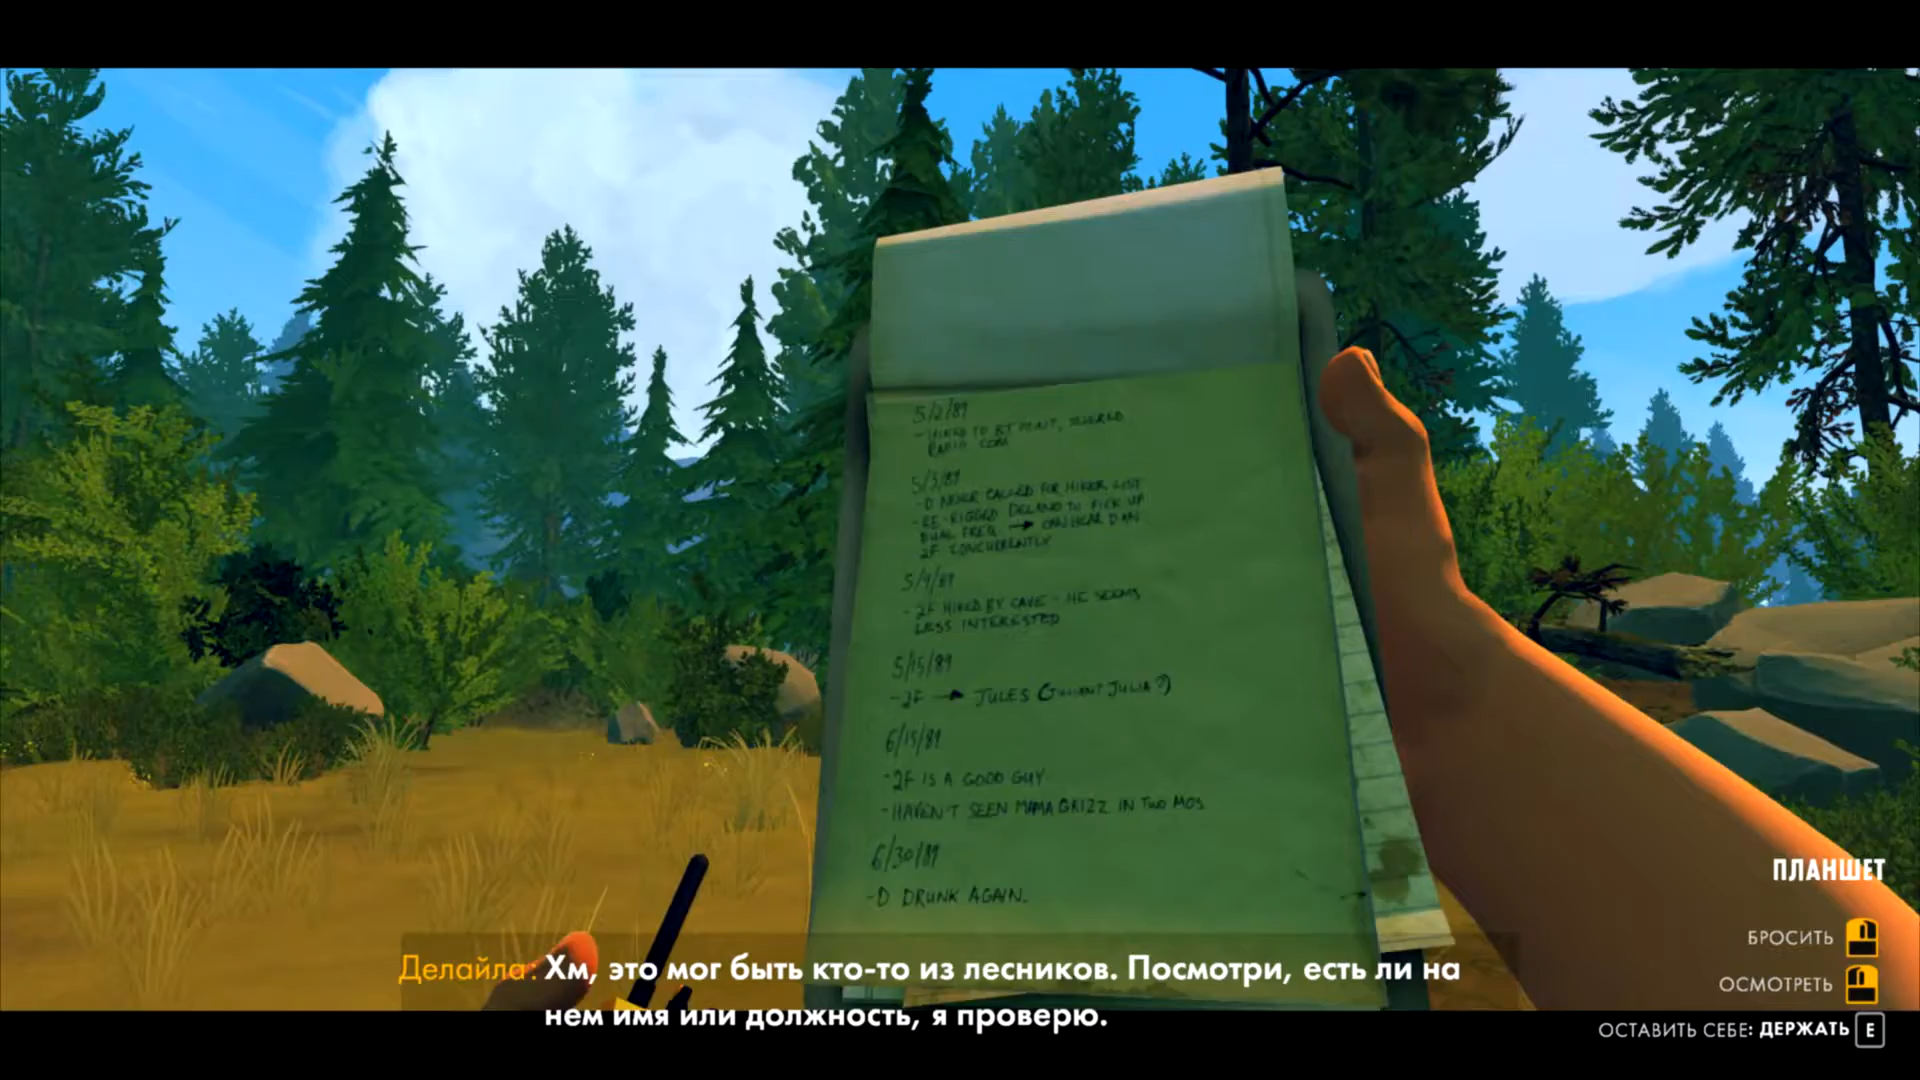 5/2/89
- HIKED TO BT POINT,
RADIO COM
5/3/89
- D NEVER CALLED FOR HIKER LIST
- RE-RIGGED DELANO TO PICK UP
DUAL FREQ → CAN HEAR D AN
2F CONCURRENTLY
5/4/89
- 2F HIKED BY CAVE - HE SEEMS
LESS INTERESTED
5/15/89
- 2F → JULES ( JULIA ?)
6/15/89
- 2F IS A GOOD GUY
- HAVEN'T SEEN MAMA GRIZZ IN TWO MOS
6/30/89
- D DRUNK AGAIN.
ПЛАНШЕТ
БРОСИТЬ
ОСМОТРЕТЬ
ОСТАВИТЬ СЕБЕ: ДЕРЖАТЬ E
Делайла: Хм, это мог быть кто-то из лесников. Посмотри, есть ли на
нем имя или должность, я проверю.